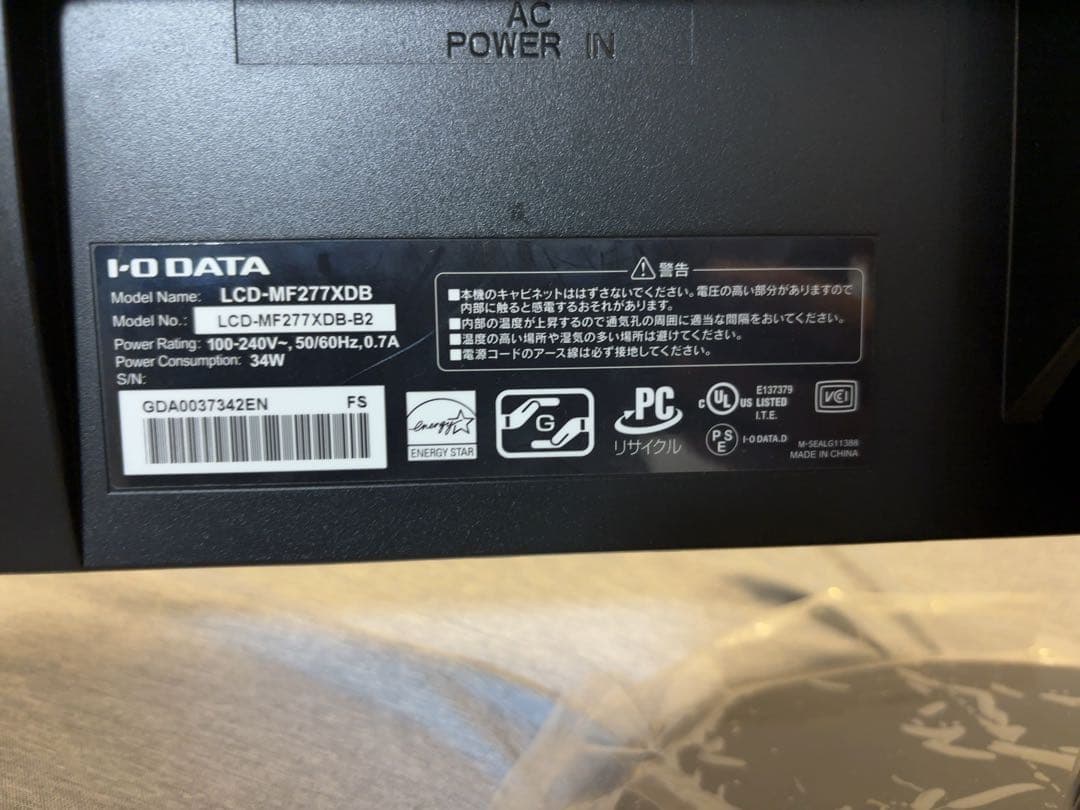 AC
POWER IN
I-O DATA
Model Name: LCD-MF277XDB
Model No.: LCD-MF277XDB-B2
Power Rating: 100-240V~, 50/60Hz, 0.7A
Power Consumption: 34W
S/N:
GDA0037342EN FS
警告
■本機のキャビネットははずさないでください。電圧の高い部分がありますので
内部に触ると感電するおそれがあります。
■内部の温度が上昇するので通気孔の周囲に適当な間隔をおいてください。
■温度の高い場所や湿気の多い場所は避けてください。
■電源コードのアース線は必ず接地してください。
energy
ENERGY STAR
G
PC
リサイクル
c UL US LISTED
E137379
I.T.E.
VCI
PSE
I-O DATA.D
M-SEALG11388
MADE IN CHINA